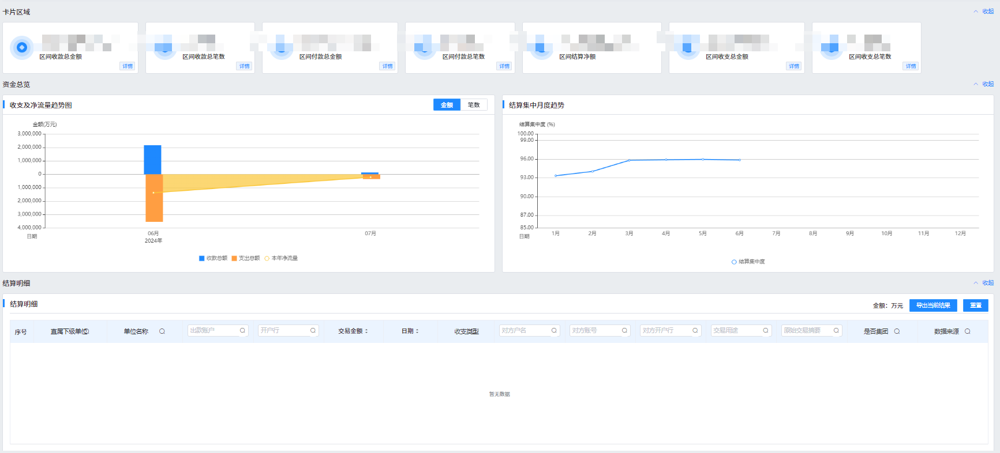 卡片区域
收起
区间收款总金额
详情
区间收款总笔数
详情
区间付款总金额
详情
区间付款总笔数
详情
区间结算净额
区间收支总金额
详情
区间收支总笔数
详情
资金总览
收起
收支及净流量趋势图
金额
笔数
金额(万元)
3,000,000
2,000,000
1,000,000
0
1,000,000
2,000,000
3,000,000
4,000,000
日期
06月
2024年
07月
收款总额
支出总额
本年净流量
结算集中月度趋势
结算集中度 (%)
100.00
99.00
96.00
93.00
90.00
87.00
85.00
日期
1月
2月
3月
4月
5月
6月
7月
8月
9月
10月
11月
12月
结算集中度
结算明细
收起
结算明细
金额：万元
导出当前结果
重置
序号
直属下级单位
单位名称
出款账户
开户行
交易金额
日期
收支类型
对方户名
对方账号
对方开户行
交易用途
原始交易摘要
是否集团
数据来源
暂无数据